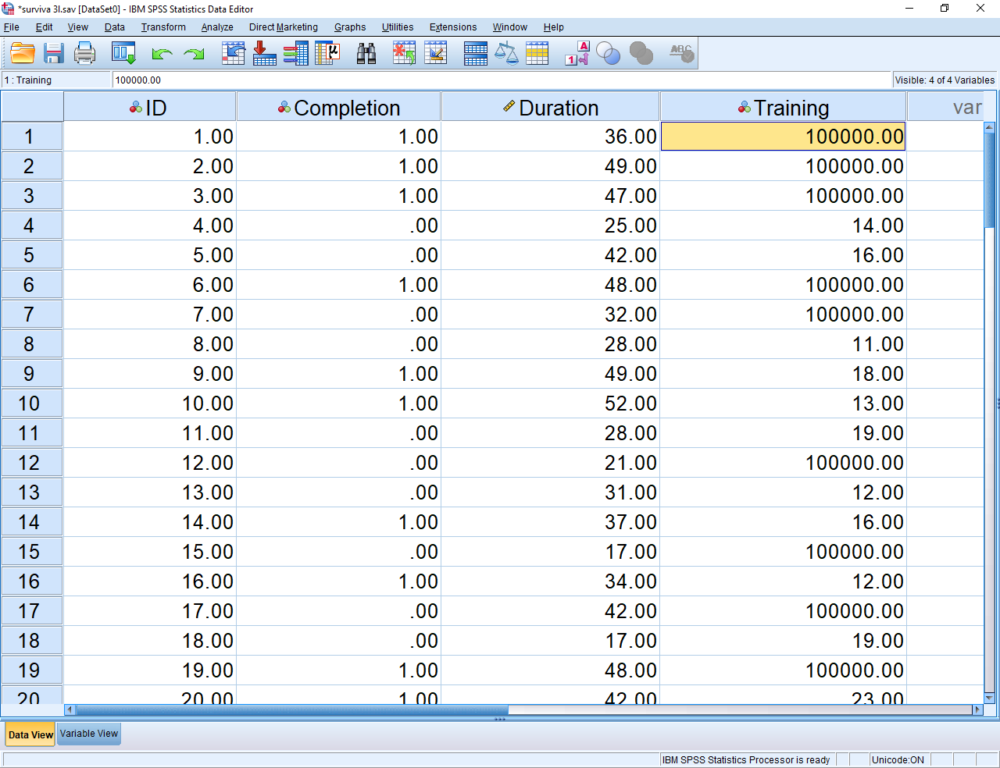 *surviva 3l.sav [DataSet0] - IBM SPSS Statistics Data Editor
File Edit View Data Transform Analyze Direct Marketing Graphs Utilities Extensions Window Help
1 : Training 100000.00 Visible: 4 of 4 Variables
ID Completion Duration Training var
1 1.00 1.00 36.00 100000.00
2 2.00 1.00 49.00 100000.00
3 3.00 1.00 47.00 100000.00
4 4.00 .00 25.00 14.00
5 5.00 .00 42.00 16.00
6 6.00 1.00 48.00 100000.00
7 7.00 .00 32.00 100000.00
8 8.00 .00 28.00 11.00
9 9.00 1.00 49.00 18.00
10 10.00 1.00 52.00 13.00
11 11.00 .00 28.00 19.00
12 12.00 .00 21.00 100000.00
13 13.00 .00 31.00 12.00
14 14.00 1.00 37.00 16.00
15 15.00 .00 17.00 100000.00
16 16.00 1.00 34.00 12.00
17 17.00 .00 42.00 100000.00
18 18.00 .00 17.00 19.00
19 19.00 1.00 48.00 100000.00
20 20.00 1.00 42.00 23.00
Data View Variable View
IBM SPSS Statistics Processor is ready Unicode:ON